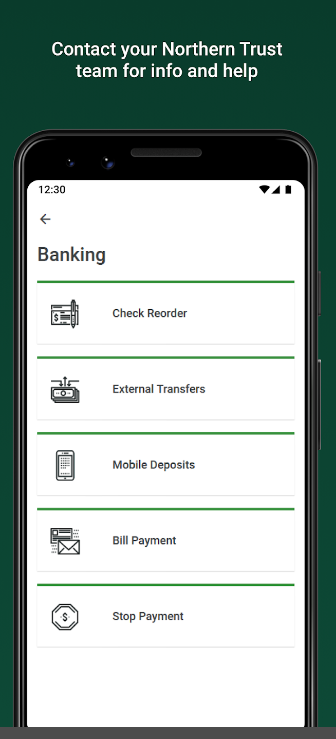 Contact your Northern Trust
team for info and help
12:30
Banking
Check Reorder
External Transfers
Mobile Deposits
Bill Payment
Stop Payment